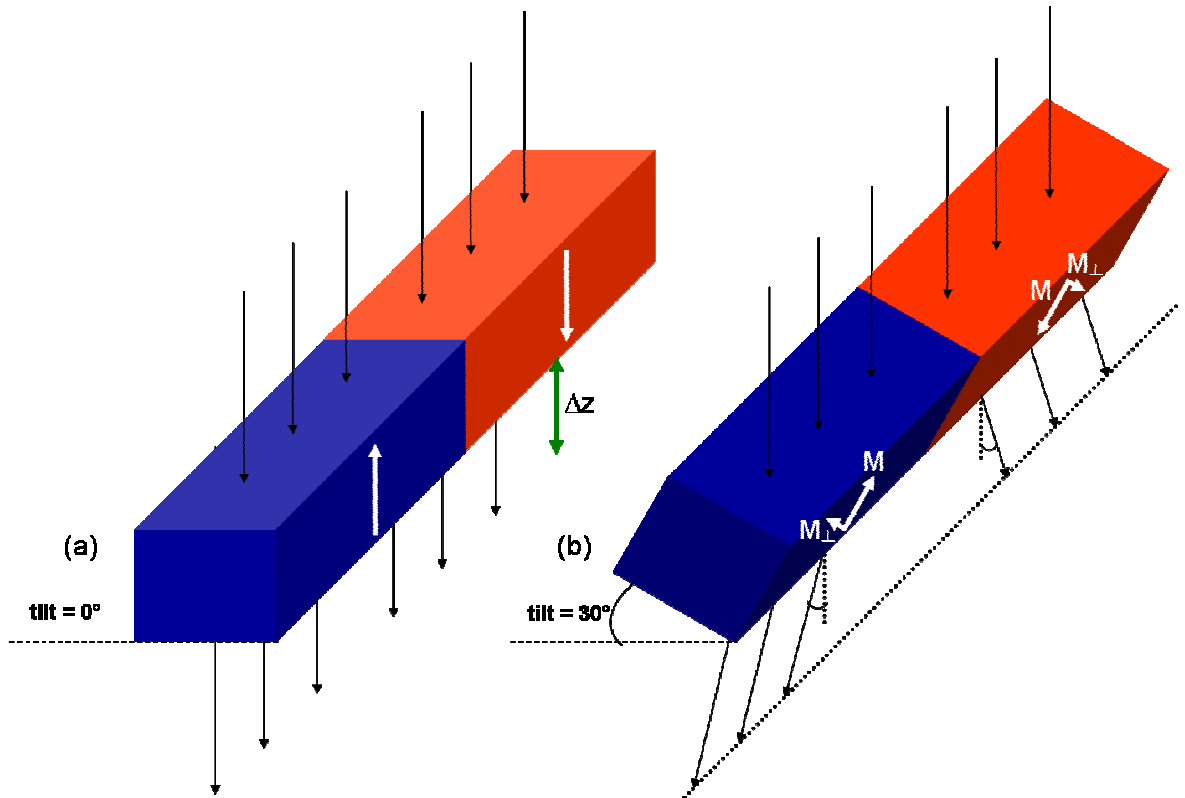 Δz
(a)
tilt = 0°
M⊥
M
M
M⊥
(b)
tilt = 30°